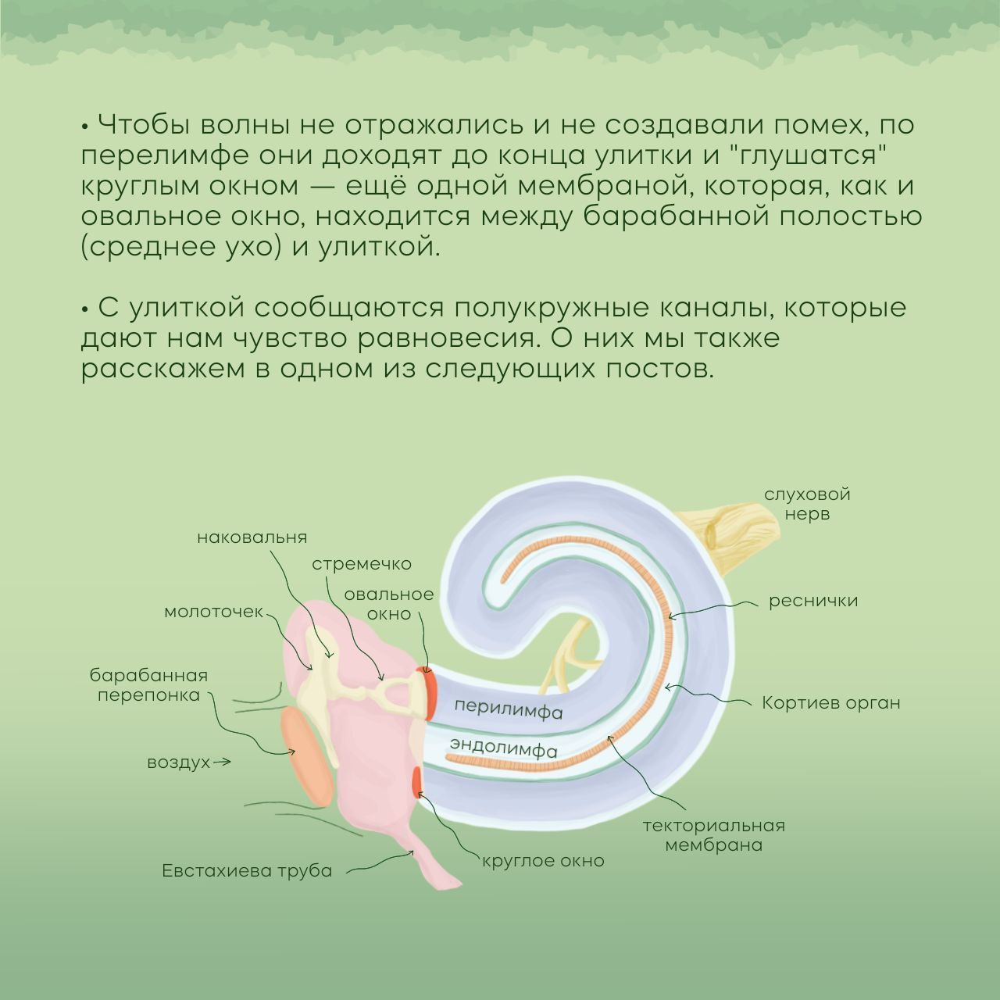 • Чтобы волны не отражались и не создавали помех, по
перелимфе они доходят до конца улитки и "глушатся"
круглым окном — ещё одной мембраной, которая, как и
овальное окно, находится между барабанной полостью
(среднее ухо) и улиткой.
• С улиткой сообщаются полукружные каналы, которые
дают нам чувство равновесия. О них мы также
расскажем в одном из следующих постов.
слуховой
нерв
наковальня
стремечко
овальное
окно
молоточек
реснички
барабанная
перепонка
Кортиев орган
перилимфа
эндолимфа
воздух
текториальная
мембрана
круглое окно
Евстахиева труба